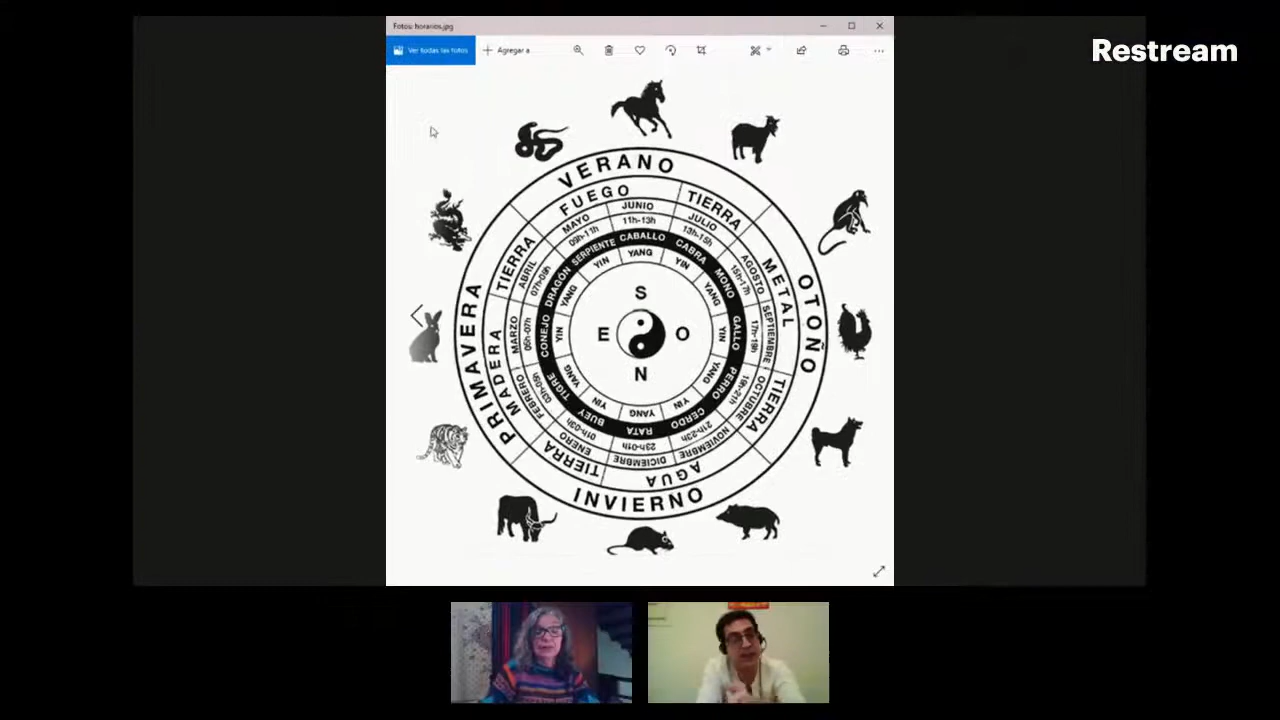 Fotos: horarios.jpg
Ver todas las fotos
Agregar a
Restream
VERANO
OTOÑO
INVIERNO
PRIMAVERA
FUEGO
TIERRA
METAL
TIERRA
AGUA
TIERRA
MADERA
TIERRA
JUNIO
JULIO
AGOSTO
SEPTIEMBRE
OCTUBRE
NOVIEMBRE
DICIEMBRE
ENERO
FEBRERO
MARZO
ABRIL
MAYO
11h-13h
13h-15h
15h-17h
17h-19h
19h-21h
21h-23h
23h-01h
01h-03h
03h-05h
05h-07h
07h-09h
09h-11h
CABALLO
CABRA
MONO
GALLO
PERRO
CERDO
RATA
BUEY
TIGRE
CONEJO
DRAGÓN
SERPIENTE
YANG
YIN
YANG
YIN
YANG
YIN
YANG
YIN
YANG
YIN
YANG
YIN
S
E
O
N